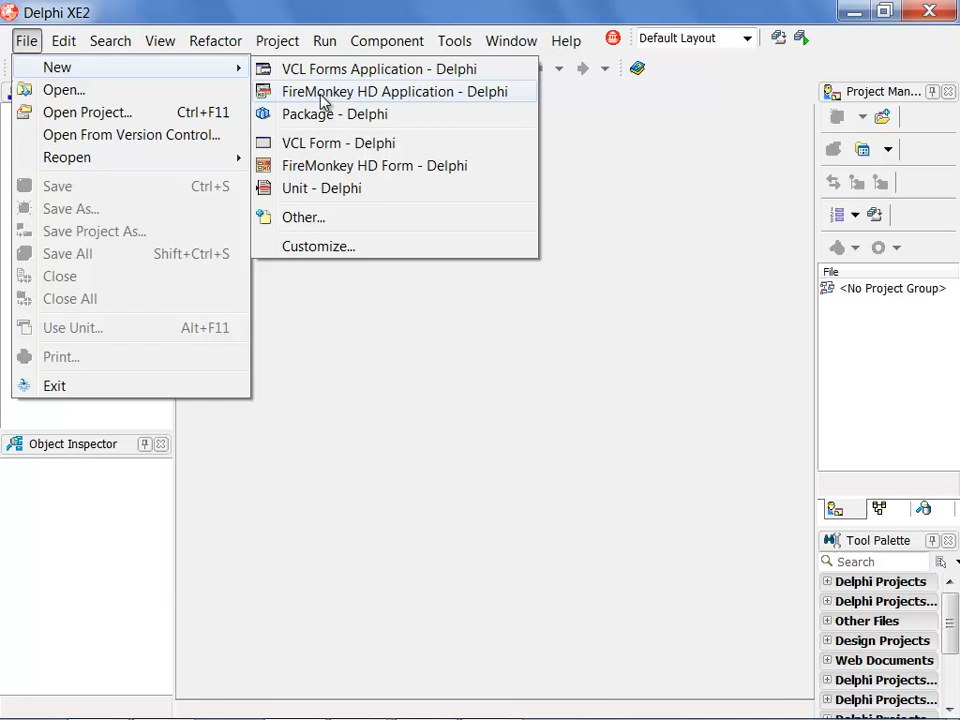 Delphi XE2
File Edit Search View Refactor Project Run Component Tools Window Help Default Layout
New
Open...
Open Project... Ctrl+F11
Open From Version Control...
Reopen
Save Ctrl+S
Save As...
Save Project As...
Save All Shift+Ctrl+S
Close
Close All
Use Unit... Alt+F11
Print...
Exit
VCL Forms Application - Delphi
FireMonkey HD Application - Delphi
Package - Delphi
VCL Form - Delphi
FireMonkey HD Form - Delphi
Unit - Delphi
Other...
Customize...
Object Inspector
Project Man...
File
<No Project Group>
Tool Palette
Search
Delphi Projects
Delphi Projects...
Other Files
Design Projects
Web Documents
Delphi Projects...
Delphi Projects...